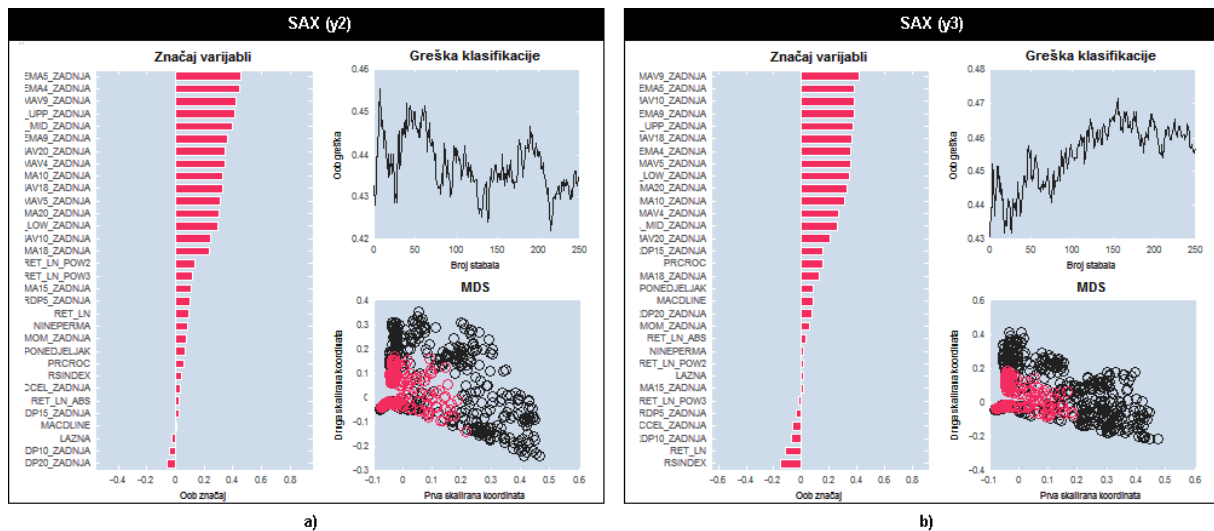 SAX (y2)
Značaj varijabli
EMA5_ZADNJA
EMA4_ZADNJA
MAV9_ZADNJA
_UPP_ZADNJA
_MID_ZADNJA
EMA9_ZADNJA
MAV20_ZADNJA
MAV4_ZADNJA
MA10_ZADNJA
MAV18_ZADNJA
MAV5_ZADNJA
MA20_ZADNJA
_LOW_ZADNJA
MAV10_ZADNJA
MA18_ZADNJA
RET_LN_POW2
RET_LN_POW3
MA15_ZADNJA
RDP5_ZADNJA
RET_LN
NINEPERMA
MOM_ZADNJA
PONEDJELJAK
PRCROC
RSINDEX
CCEL_ZADNJA
RET_LN_ABS
RDP15_ZADNJA
MACDLINE
LAZNA
DP10_ZADNJA
DP20_ZADNJA
-0.4 -0.2 0 0.2 0.4 0.6 0.8
Oob značaj
Greška klasifikacije
0.46
0.45
0.44
0.43
0.42
Oob greška
0 50 100 150 200 250
Broj stabala
MDS
0.4
0.3
0.2
0.1
0
-0.1
-0.2
-0.3
Druga skalirana koordinata
-0.1 0 0.1 0.2 0.3 0.4 0.5 0.6
Prva skalirana koordinata
a)
SAX (y3)
Značaj varijabli
MAV9_ZADNJA
EMA5_ZADNJA
MAV10_ZADNJA
EMA9_ZADNJA
_UPP_ZADNJA
MAV18_ZADNJA
EMA4_ZADNJA
MAV5_ZADNJA
_LOW_ZADNJA
MA20_ZADNJA
MA10_ZADNJA
MAV4_ZADNJA
_MID_ZADNJA
MAV20_ZADNJA
:DP15_ZADNJA
PRCROC
MA18_ZADNJA
PONEDJELJAK
MACDLINE
:DP20_ZADNJA
MOM_ZADNJA
RET_LN_ABS
NINEPERMA
RET_LN_POW2
LAZNA
MA15_ZADNJA
RET_LN_POW3
RDP5_ZADNJA
CCEL_ZADNJA
:DP10_ZADNJA
RET_LN
RSINDEX
-0.4 -0.2 0 0.2 0.4 0.6 0.8
Oob značaj
Greška klasifikacije
0.48
0.47
0.46
0.45
0.44
0.43
Oob greška
0 50 100 150 200 250
Broj stabala
MDS
0.6
0.4
0.2
0
-0.2
-0.4
Druga skalirana koordinata
-0.1 0 0.1 0.2 0.3 0.4 0.5 0.6
Prva skalirana koordinata
b)